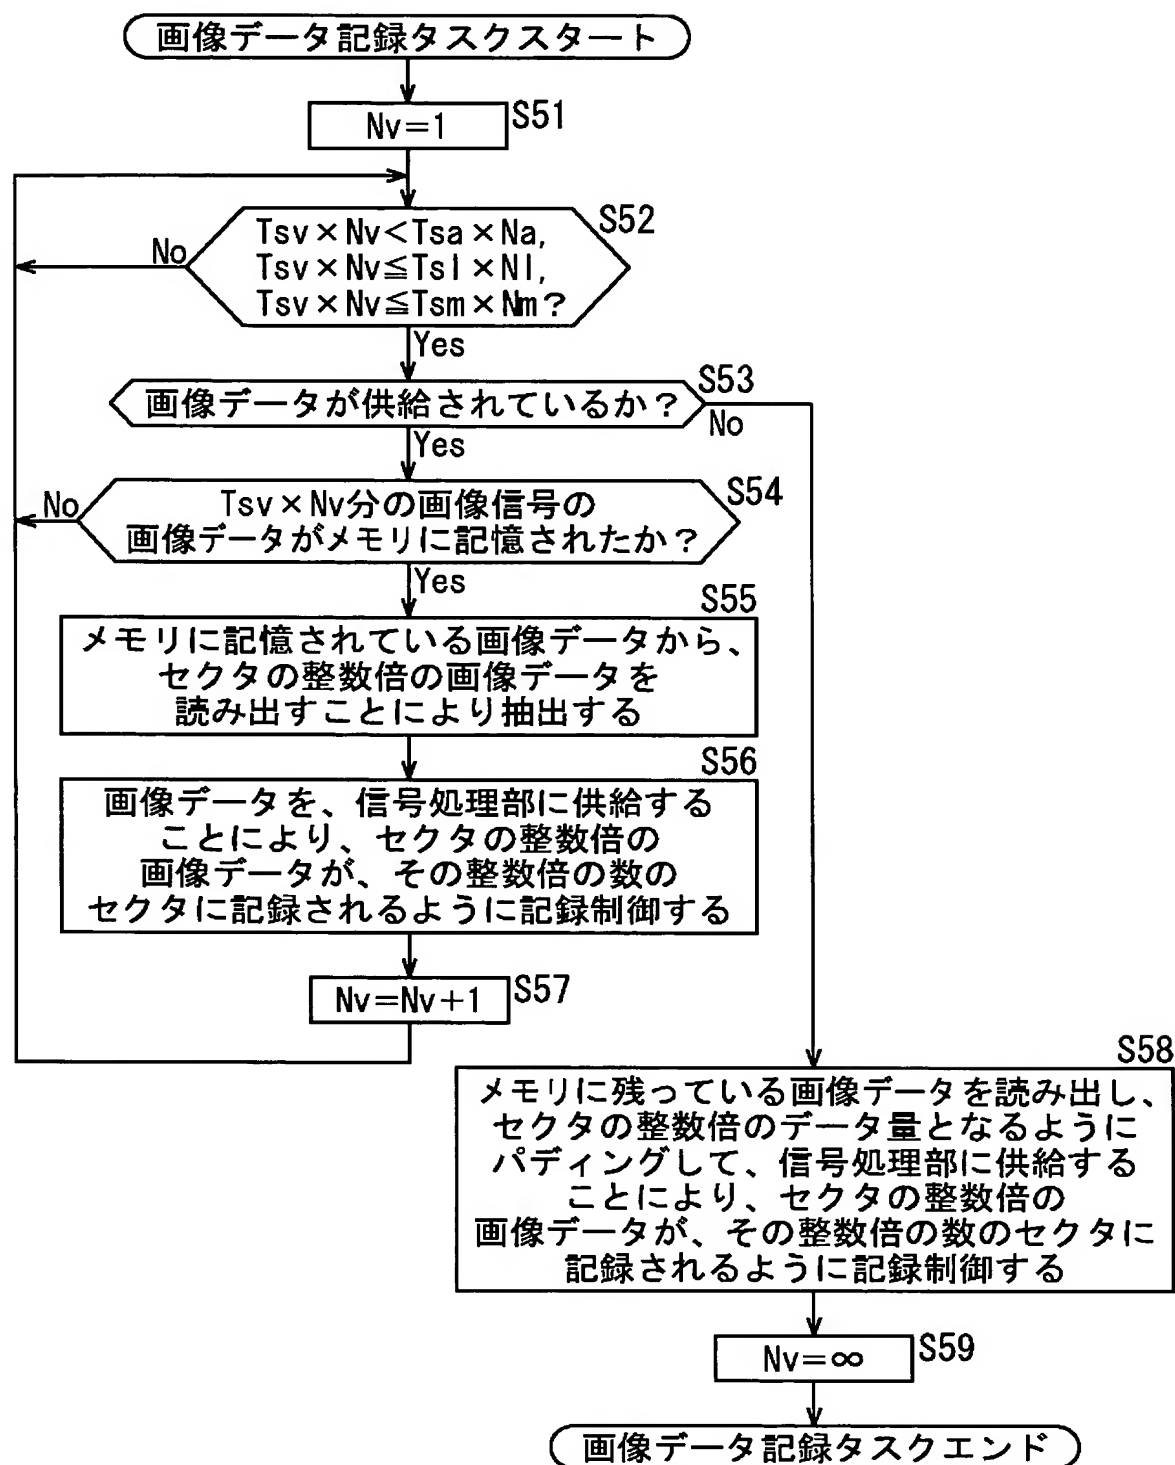 画像データ記録タスクスタート
Nv=1
S51
S52
Tsv×Nv<Tsa×Na,
Tsv×Nv≦Tsl×Nl,
Tsv×Nv≦Tsm×Nm?
No
Yes
S53
画像データが供給されているか?
No
Yes
S54
Tsv×Nv分の画像信号の
画像データがメモリに記憶されたか?
No
Yes
S55
メモリに記憶されている画像データから、
セクタの整数倍の画像データを
読み出すことにより抽出する
S56
画像データを、信号処理部に供給する
ことにより、セクタの整数倍の
画像データが、その整数倍の数の
セクタに記録されるように記録制御する
Nv=Nv+1
S57
S58
メモリに残っている画像データを読み出し、
セクタの整数倍のデータ量となるように
パディングして、信号処理部に供給する
ことにより、セクタの整数倍の
画像データが、その整数倍の数のセクタに
記録されるように記録制御する
Nv=∞
S59
画像データ記録タスクエンド